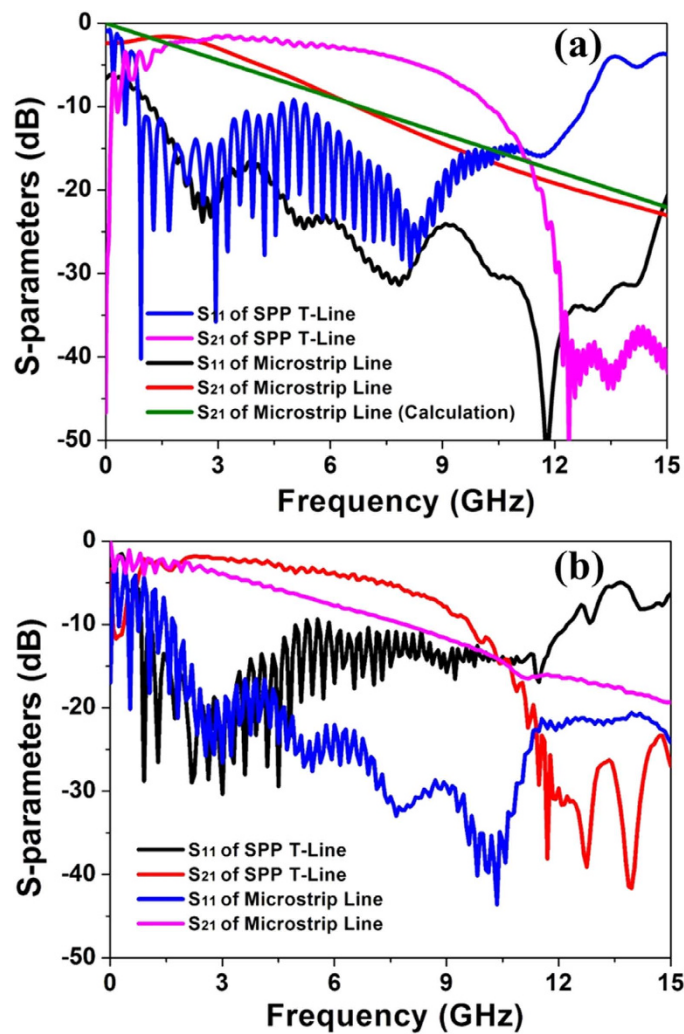 (a)
S-parameters (dB)
0
-10
-20
-30
-40
-50
S11 of SPP T-Line
S21 of SPP T-Line
S11 of Microstrip Line
S21 of Microstrip Line
S21 of Microstrip Line (Calculation)
0 3 6 9 12 15
Frequency (GHz)
(b)
S-parameters (dB)
0
-10
-20
-30
-40
-50
S11 of SPP T-Line
S21 of SPP T-Line
S11 of Microstrip Line
S21 of Microstrip Line
0 3 6 9 12 15
Frequency (GHz)